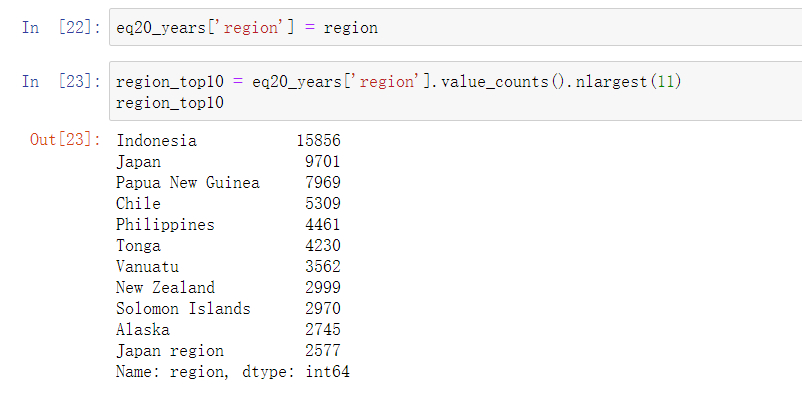 In [22]: eq20_years['region'] = region
In [23]: region_top10 = eq20_years['region'].value_counts().nlargest(11)
region_top10
Out[23]: Indonesia 15856
Japan 9701
Papua New Guinea 7969
Chile 5309
Philippines 4461
Tonga 4230
Vanuatu 3562
New Zealand 2999
Solomon Islands 2970
Alaska 2745
Japan region 2577
Name: region, dtype: int64